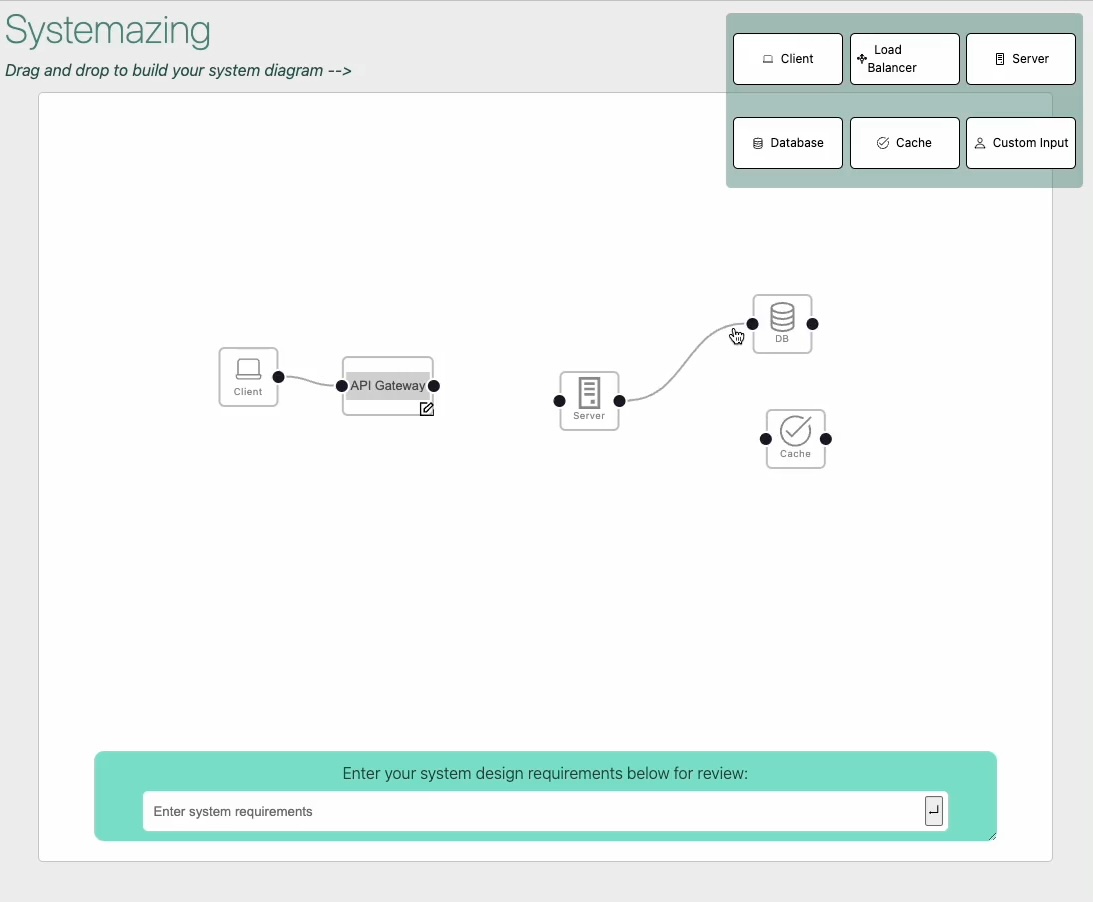 Systemazing
Drag and drop to build your system diagram -->
Client
Load
Balancer
Server
Database
Cache
Custom Input
Client
API Gateway
Server
DB
Cache
Enter your system design requirements below for review:
Enter system requirements